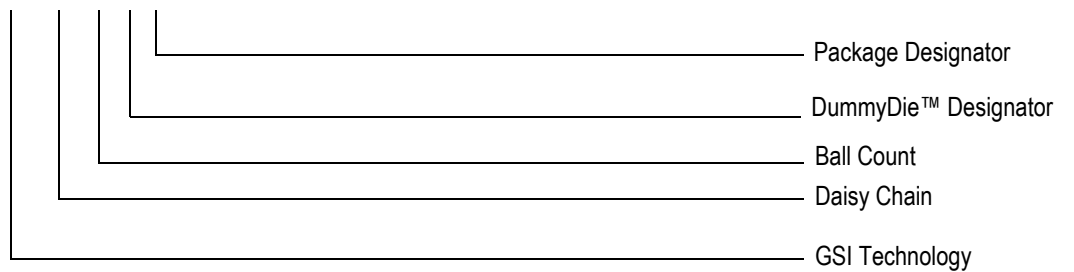 Package Designator
DummyDie™ Designator
Ball Count
Daisy Chain
GSI Technology